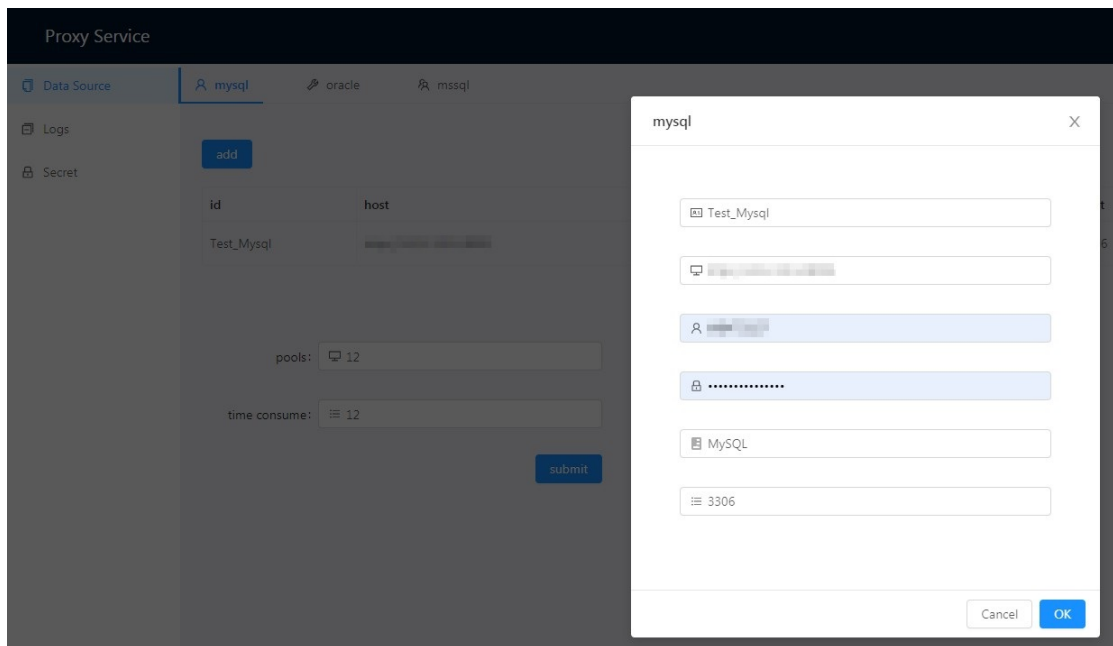 Proxy Service
Data Source
Logs
Secret
mysql
oracle
mssql
add
id
host
t
Test_Mysql
6
pools:
12
time consume:
12
submit
mysql
Test_Mysql
•••••••••••••••
MySQL
3306
Cancel
OK